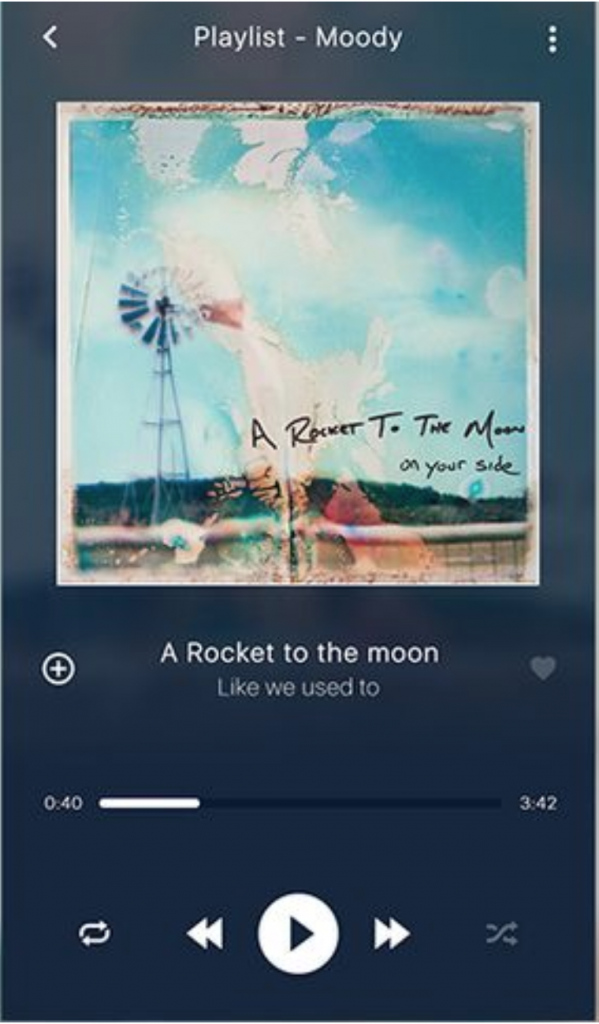 Playlist - Moody
A Rocket To The Moon
on your side
A Rocket to the moon
Like we used to
0:40
3:42